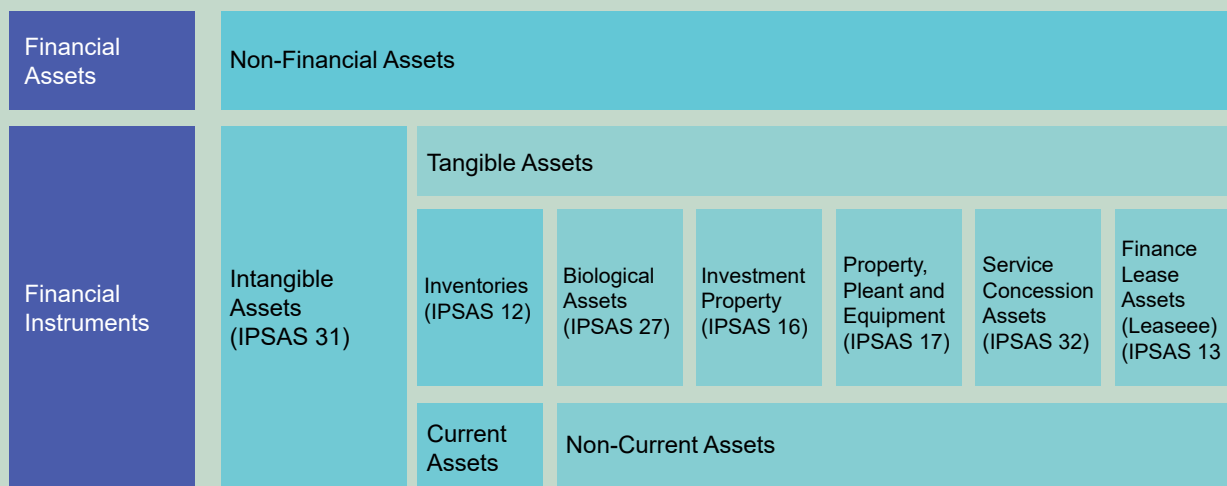 Financial
Assets
Non-Financial Assets
Financial
Instruments
Intangible
Assets
(IPSAS 31)
Tangible Assets
Inventories
(IPSAS 12)
Biological
Assets
(IPSAS 27)
Investment
Property
(IPSAS 16)
Property,
Pleant and
Equipment
(IPSAS 17)
Service
Concession
Assets
(IPSAS 32)
Finance
Lease
Assets
(Leaseee)
(IPSAS 13
Current
Assets
Non-Current Assets